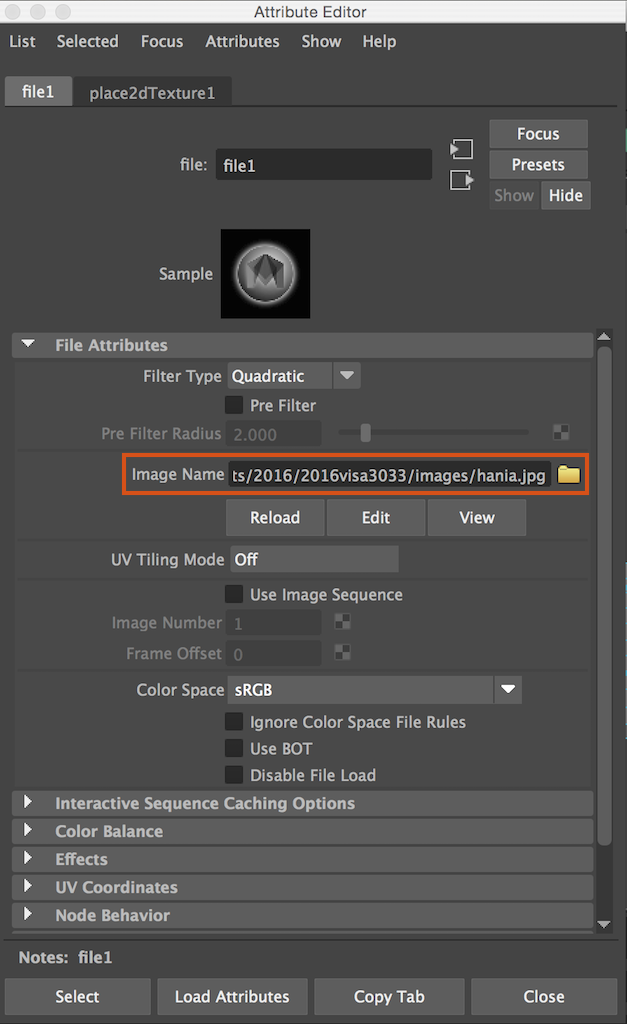 Attribute Editor
List Selected Focus Attributes Show Help
file1 place2dTexture1
file: file1
Focus
Presets
Show Hide
Sample
File Attributes
Filter Type Quadratic
Pre Filter
Pre Filter Radius 2.000
Image Name ts/2016/2016visa3033/images/hania.jpg
Reload Edit View
UV Tiling Mode Off
Use Image Sequence
Image Number 1
Frame Offset 0
Color Space sRGB
Ignore Color Space File Rules
Use BOT
Disable File Load
Interactive Sequence Caching Options
Color Balance
Effects
UV Coordinates
Node Behavior
Notes: file1
Select Load Attributes Copy Tab Close